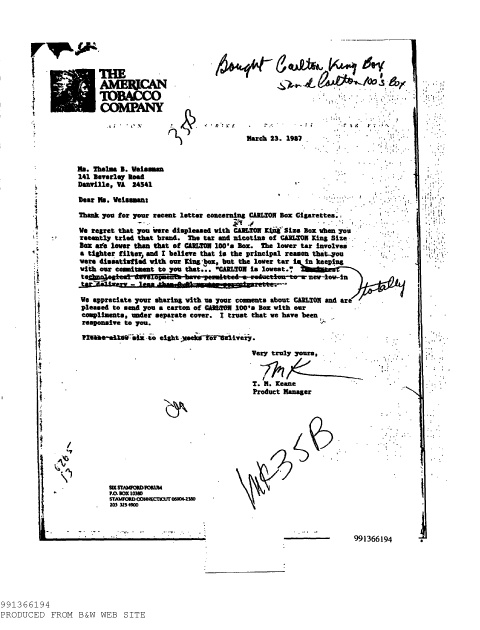 Bought Carlton King Box
Send Carlton 100's Box
THE
AMERICAN
TOBACCO
COMPANY
35B
March 23. 1987
Ms. Thelma B. Weissman
141 Beverley Road
Danville, VA 24541
Dear Ms. Weissman:
Thank you for your recent letter concerning CARLTON Box Cigarettes.
We regret that you were displeased with CARLTON King Size Box when you
recently tried that brand. The tar and nicotine of CARLTON King Size
Box are lower than that of CARLTON 100's Box. The lower tar involves
a tighter filter, and I believe that is the principal reason that you
were dissatisfied with our King box, but the lower tar is in keeping
with our commitment to you that... "CARLTON is lowest."
technological developments have permitted a reduction to a new low in
tar delivery - less than cigarette.
totally
We appreciate your sharing with us your comments about CARLTON and are
pleased to send you a carton of CARLTON 100's Box with our
compliments, under separate cover. I trust that we have been
responsive to you.
Please allow six to eight weeks for delivery.
Very truly yours,
TMK
T. M. Keane
Product Manager
MK35B
6265
13
SIX STAMFORD FORUM
P.O. BOX 10380
STAMFORD CONNECTICUT 06904-2380
203 325-4900
991366194
991366194
PRODUCED FROM B&W WEB SITE